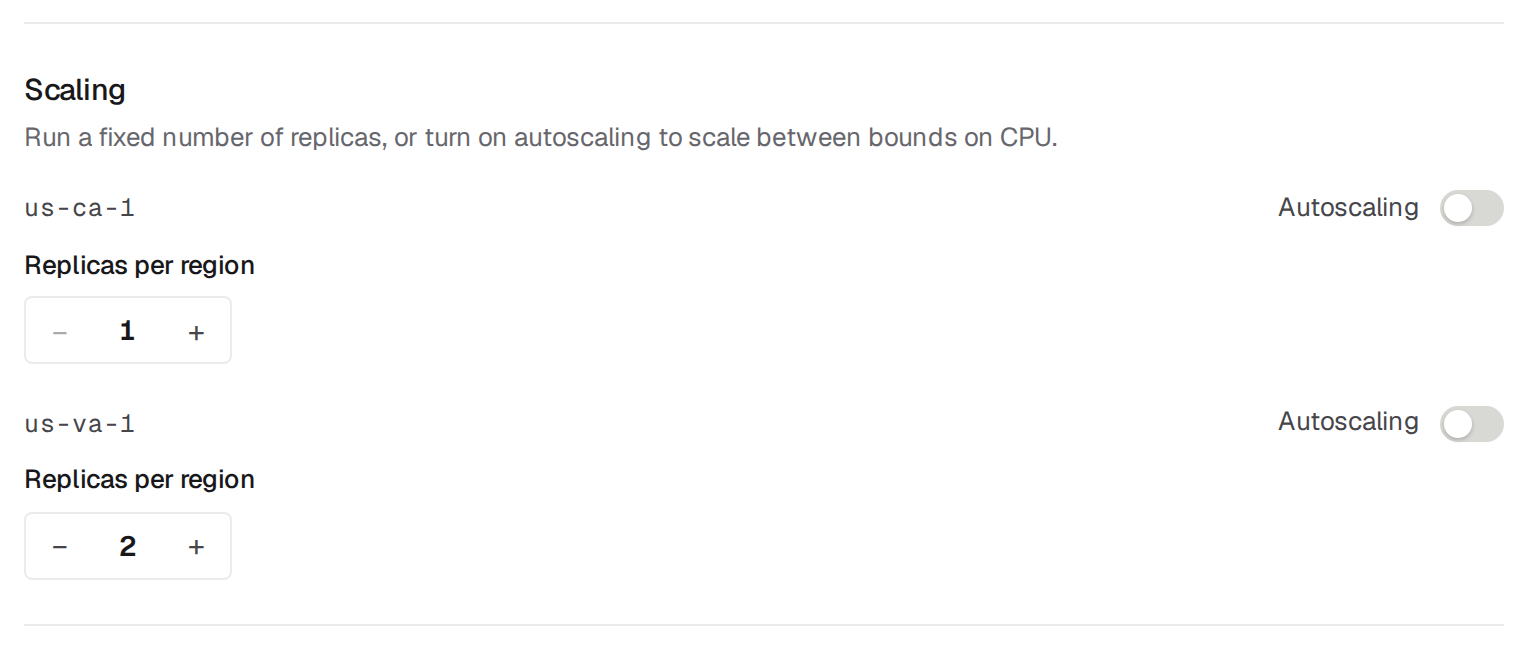 Scaling
Run a fixed number of replicas, or turn on autoscaling to scale between bounds on CPU.
us-ca-1 Autoscaling
Replicas per region
− 1 +
us-va-1 Autoscaling
Replicas per region
− 2 +